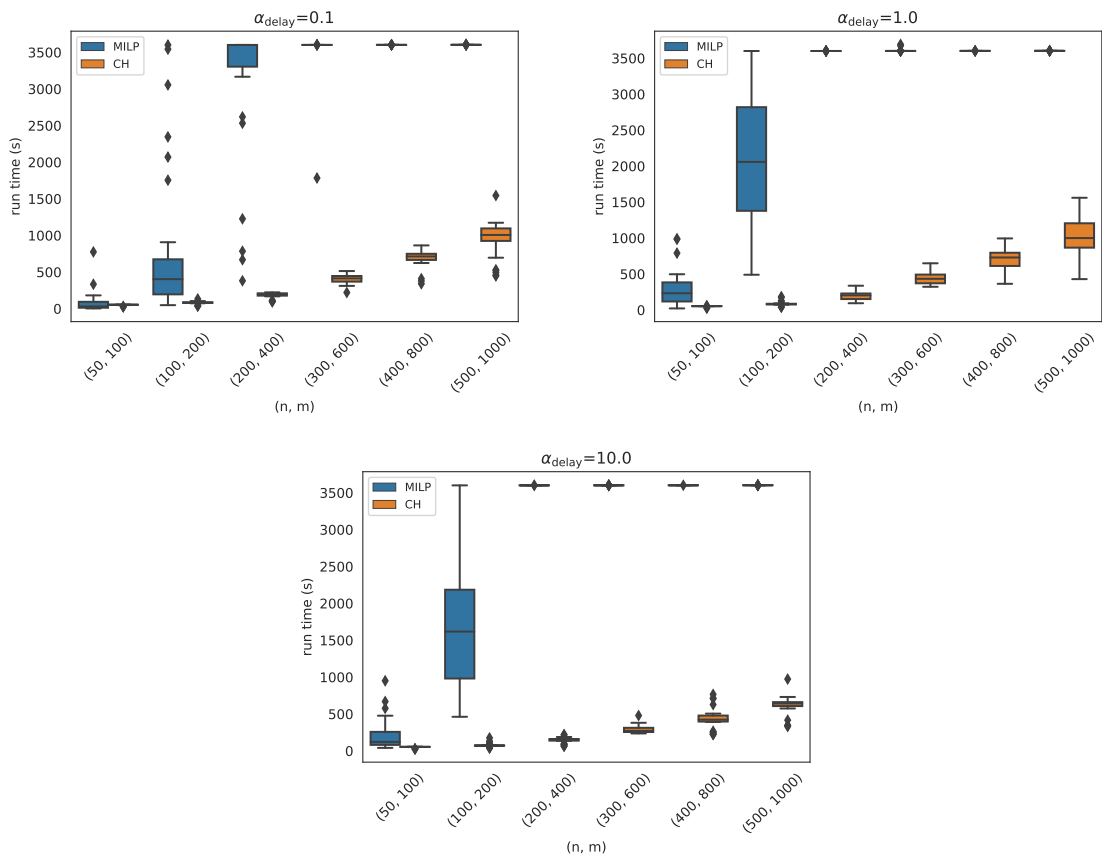 α_delay=0.1
MILP
CH
3500
3000
2500
2000
1500
1000
500
0
run time (s)
(50, 100)
(100, 200)
(200, 400)
(300, 600)
(400, 800)
(500, 1000)
(n, m)
α_delay=1.0
MILP
CH
3500
3000
2500
2000
1500
1000
500
0
run time (s)
(50, 100)
(100, 200)
(200, 400)
(300, 600)
(400, 800)
(500, 1000)
(n, m)
α_delay=10.0
MILP
CH
3500
3000
2500
2000
1500
1000
500
0
run time (s)
(50, 100)
(100, 200)
(200, 400)
(300, 600)
(400, 800)
(500, 1000)
(n, m)